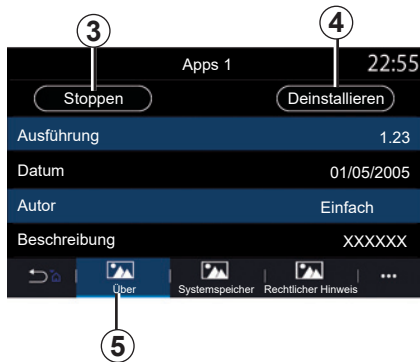 3 4
Apps 1 22:55
Stoppen Deinstallieren
Ausführung 1.23
Datum 01/05/2005
Autor Einfach
Beschreibung XXXXXX
Über Systemspeicher Rechtlicher Hinweis
5